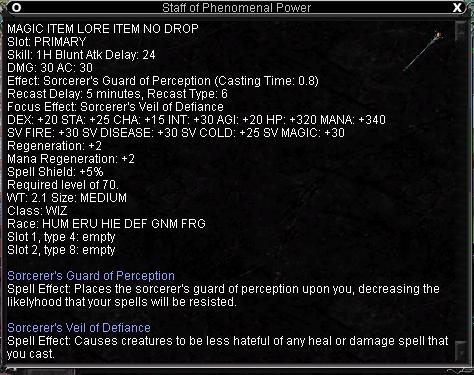 O Staff of Phenomenal Power X
MAGIC ITEM LORE ITEM NO DROP
Slot: PRIMARY
Skill: 1H Blunt Atk Delay: 24
DMG: 30 AC: 30
Effect: Sorcerer's Guard of Perception (Casting Time: 0.8)
Recast Delay: 5 minutes, Recast Type: 6
Focus Effect: Sorcerer's Veil of Defiance
DEX: +20 STA: +25 CHA: +15 INT: +30 AGI: +20 HP: +320 MANA: +340
SV FIRE: +30 SV DISEASE: +30 SV COLD: +25 SV MAGIC: +30
Regeneration: +2
Mana Regeneration: +2
Spell Shield: +5%
Required level of 70.
WT: 2.1 Size: MEDIUM
Class: WIZ
Race: HUM ERU HIE DEF GNM FRG
Slot 1, type 4: empty
Slot 2, type 8: empty
Sorcerer's Guard of Perception
Spell Effect: Places the sorcerer's guard of perception upon you, decreasing the
likelyhood that your spells will be resisted.
Sorcerer's Veil of Defiance
Spell Effect: Causes creatures to be less hateful of any heal or damage spell that
you cast.